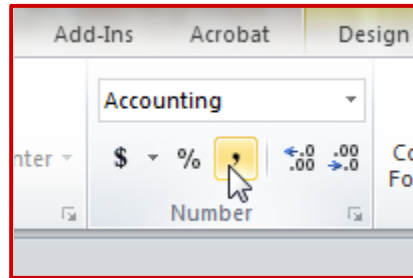 Add-Ins Acrobat Design
Accounting
nter $ % , .0 .00 .00 .0 Co
Fo
Number